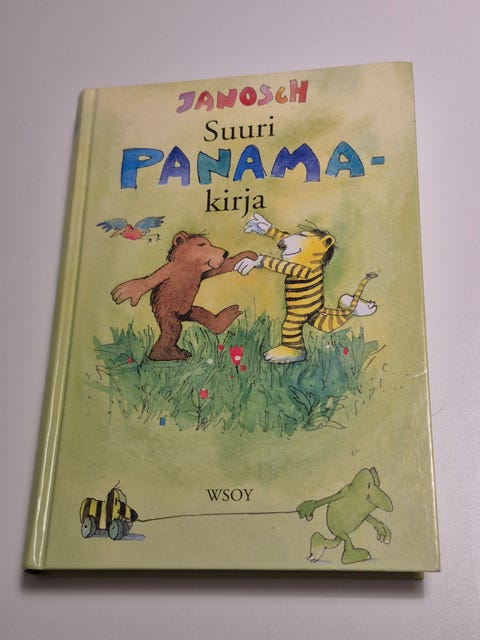 JANOSCH
Suuri
PANAMA-
kirja
WSOY